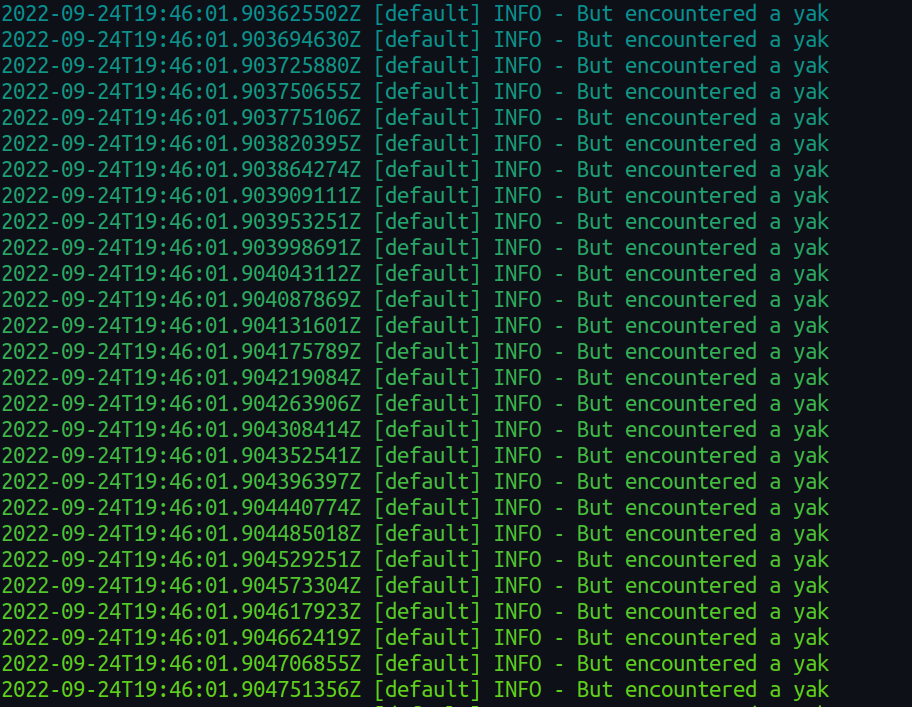 2022-09-24T19:46:01.903625502Z [default] INFO - But encountered a yak
2022-09-24T19:46:01.903694630Z [default] INFO - But encountered a yak
2022-09-24T19:46:01.903725880Z [default] INFO - But encountered a yak
2022-09-24T19:46:01.903750655Z [default] INFO - But encountered a yak
2022-09-24T19:46:01.903775106Z [default] INFO - But encountered a yak
2022-09-24T19:46:01.903820395Z [default] INFO - But encountered a yak
2022-09-24T19:46:01.903864274Z [default] INFO - But encountered a yak
2022-09-24T19:46:01.903909111Z [default] INFO - But encountered a yak
2022-09-24T19:46:01.903953251Z [default] INFO - But encountered a yak
2022-09-24T19:46:01.903998691Z [default] INFO - But encountered a yak
2022-09-24T19:46:01.904043112Z [default] INFO - But encountered a yak
2022-09-24T19:46:01.904087869Z [default] INFO - But encountered a yak
2022-09-24T19:46:01.904131601Z [default] INFO - But encountered a yak
2022-09-24T19:46:01.904175789Z [default] INFO - But encountered a yak
2022-09-24T19:46:01.904219084Z [default] INFO - But encountered a yak
2022-09-24T19:46:01.904263906Z [default] INFO - But encountered a yak
2022-09-24T19:46:01.904308414Z [default] INFO - But encountered a yak
2022-09-24T19:46:01.904352541Z [default] INFO - But encountered a yak
2022-09-24T19:46:01.904396397Z [default] INFO - But encountered a yak
2022-09-24T19:46:01.904440774Z [default] INFO - But encountered a yak
2022-09-24T19:46:01.904485018Z [default] INFO - But encountered a yak
2022-09-24T19:46:01.904529251Z [default] INFO - But encountered a yak
2022-09-24T19:46:01.904573304Z [default] INFO - But encountered a yak
2022-09-24T19:46:01.904617923Z [default] INFO - But encountered a yak
2022-09-24T19:46:01.904662419Z [default] INFO - But encountered a yak
2022-09-24T19:46:01.904706855Z [default] INFO - But encountered a yak
2022-09-24T19:46:01.904751356Z [default] INFO - But encountered a yak